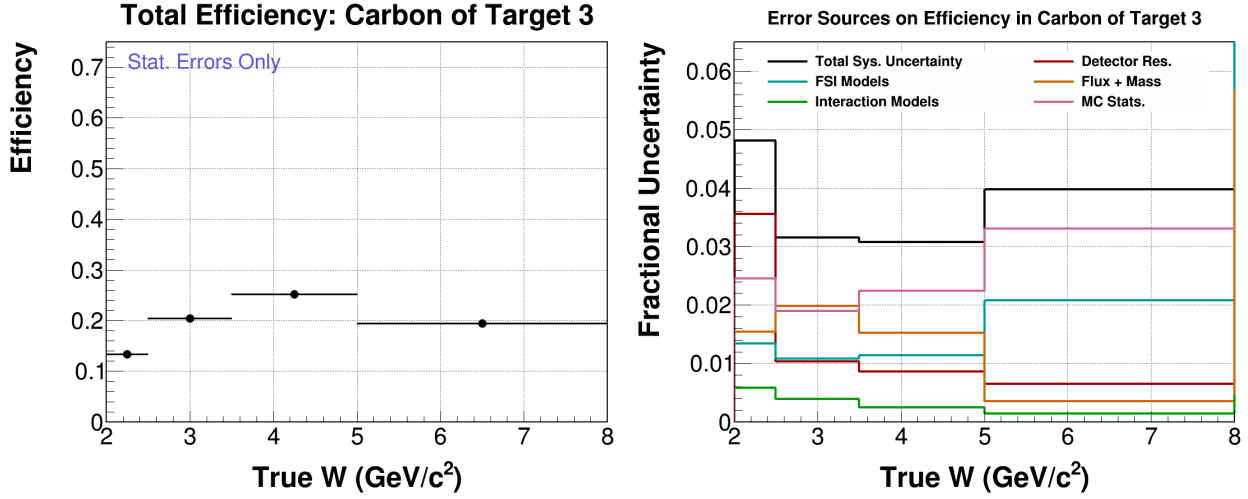 Total Efficiency: Carbon of Target 3
Stat. Errors Only
Efficiency
0.7
0.6
0.5
0.4
0.3
0.2
0.1
0
2 3 4 5 6 7 8
True W (GeV/c²)
Error Sources on Efficiency in Carbon of Target 3
Total Sys. Uncertainty Detector Res.
FSI Models Flux + Mass
Interaction Models MC Stats.
Fractional Uncertainty
0.06
0.05
0.04
0.03
0.02
0.01
0
2 3 4 5 6 7 8
True W (GeV/c²)